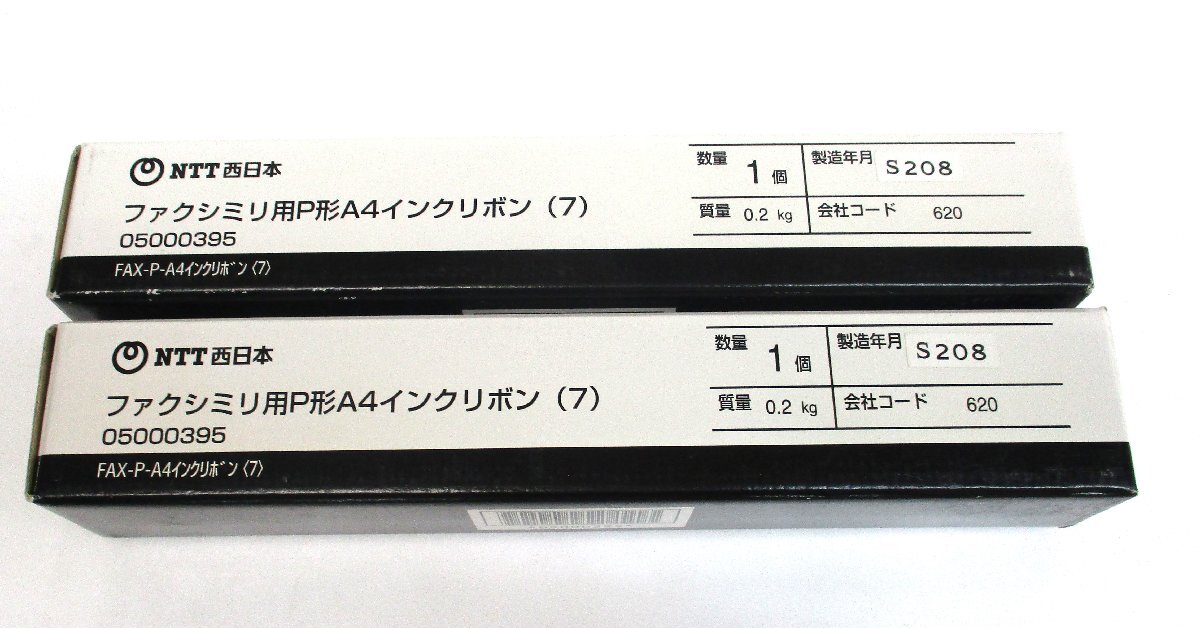 NTT西日本
ファクシミリ用P形A4インクリボン（7）
05000395
FAX-P-A4インクリボン〈7〉
数量 1 個 製造年月 S208
質量 0.2 kg 会社コード 620
NTT西日本
ファクシミリ用P形A4インクリボン（7）
05000395
FAX-P-A4インクリボン〈7〉
数量 1 個 製造年月 S208
質量 0.2 kg 会社コード 620